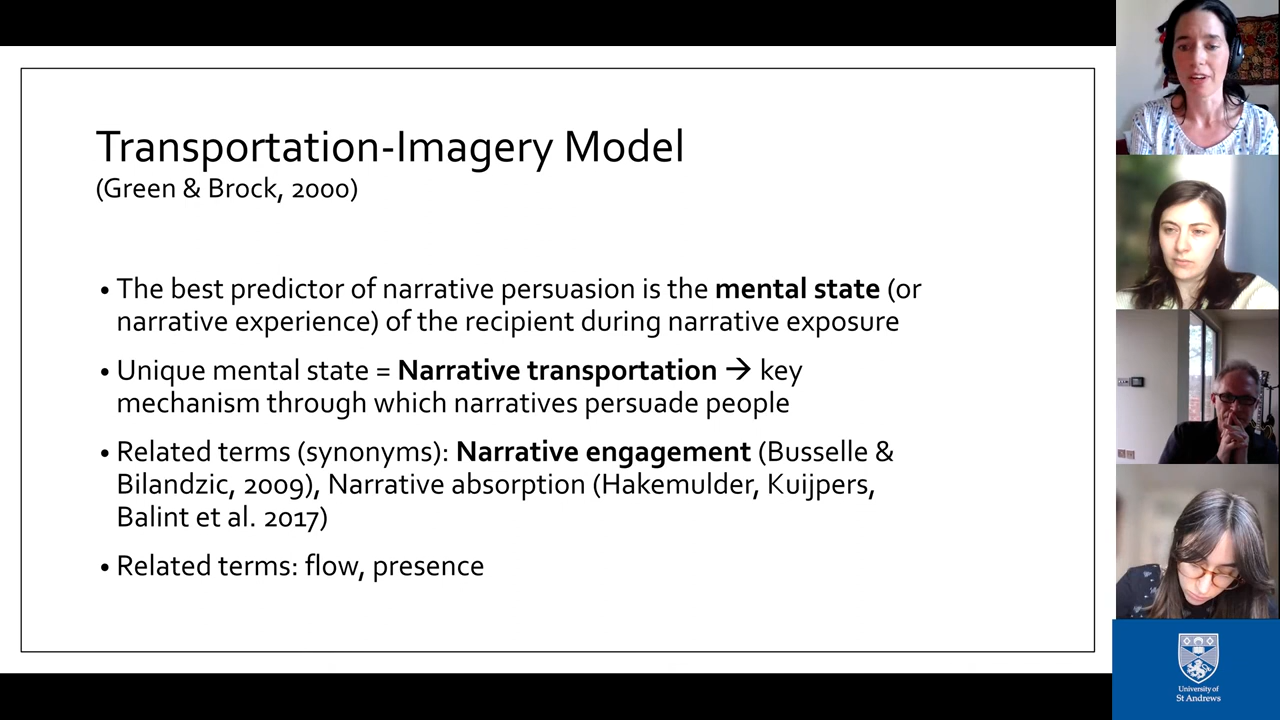 Transportation-Imagery Model
(Green & Brock, 2000)
• The best predictor of narrative persuasion is the mental state (or
narrative experience) of the recipient during narrative exposure
• Unique mental state = Narrative transportation → key
mechanism through which narratives persuade people
• Related terms (synonyms): Narrative engagement (Busselle &
Bilandzic, 2009), Narrative absorption (Hakemulder, Kuijpers,
Balint et al. 2017)
• Related terms: flow, presence
University of
St Andrews